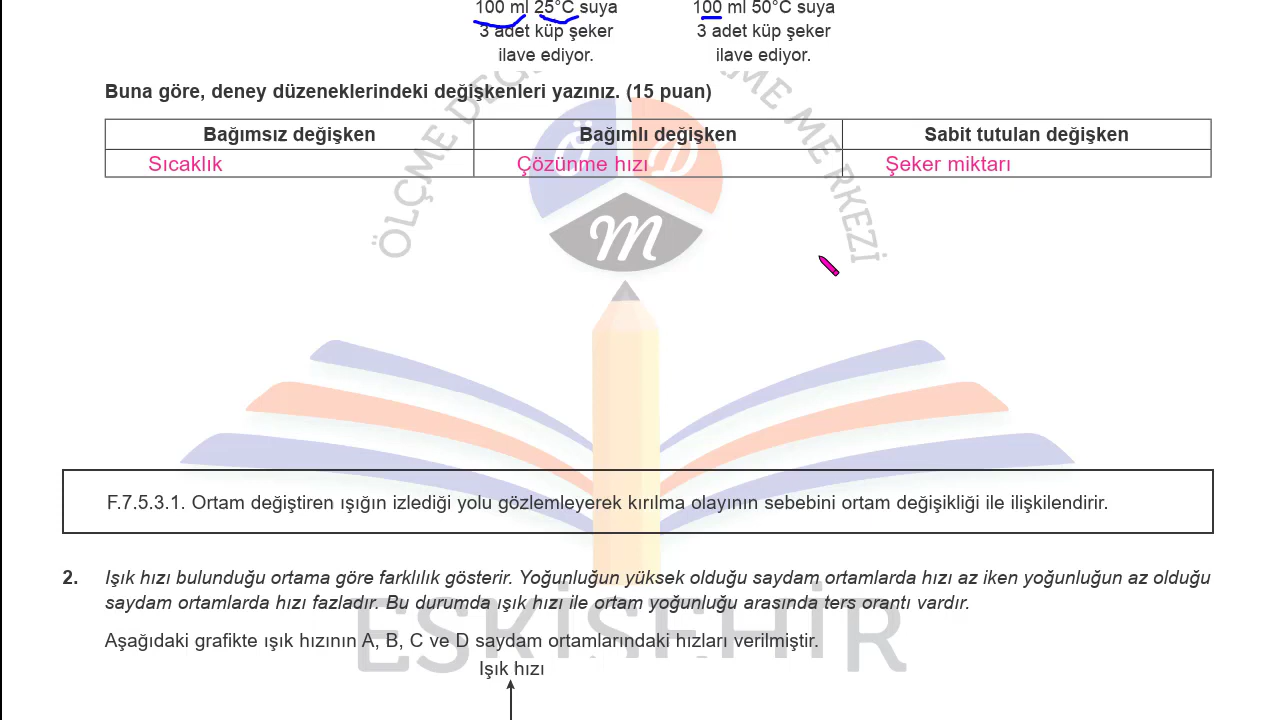 100 ml 25°C suya 100 ml 50°C suya
3 adet küp şeker 3 adet küp şeker
ilave ediyor. ilave ediyor.
Buna göre, deney düzeneklerindeki değişkenleri yazınız. (15 puan)
Bağımsız değişken Bağımlı değişken Sabit tutulan değişken
Sıcaklık Çözünme hızı Şeker miktarı
Ö D
m
F.7.5.3.1. Ortam değiştiren ışığın izlediği yolu gözlemleyerek kırılma olayının sebebini ortam değişikliği ile ilişkilendirir.
2. Işık hızı bulunduğu ortama göre farklılık gösterir. Yoğunluğun yüksek olduğu saydam ortamlarda hızı az iken yoğunluğun az olduğu
saydam ortamlarda hızı fazladır. Bu durumda ışık hızı ile ortam yoğunluğu arasında ters orantı vardır.
ESKİŞEHİR
Aşağıdaki grafikte ışık hızının A, B, C ve D saydam ortamlarındaki hızları verilmiştir.
Işık hızı